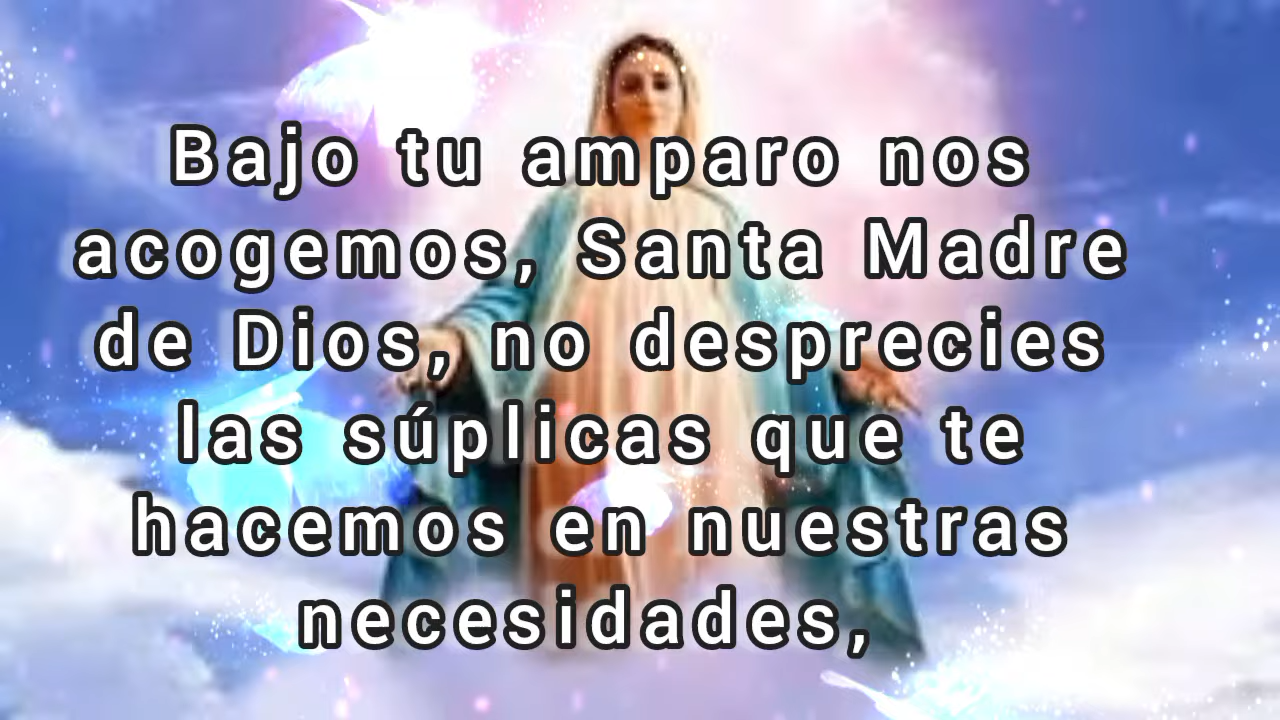 Bajo tu amparo nos
acogemos, Santa Madre
de Dios, no desprecies
las súplicas que te
hacemos en nuestras
necesidades,